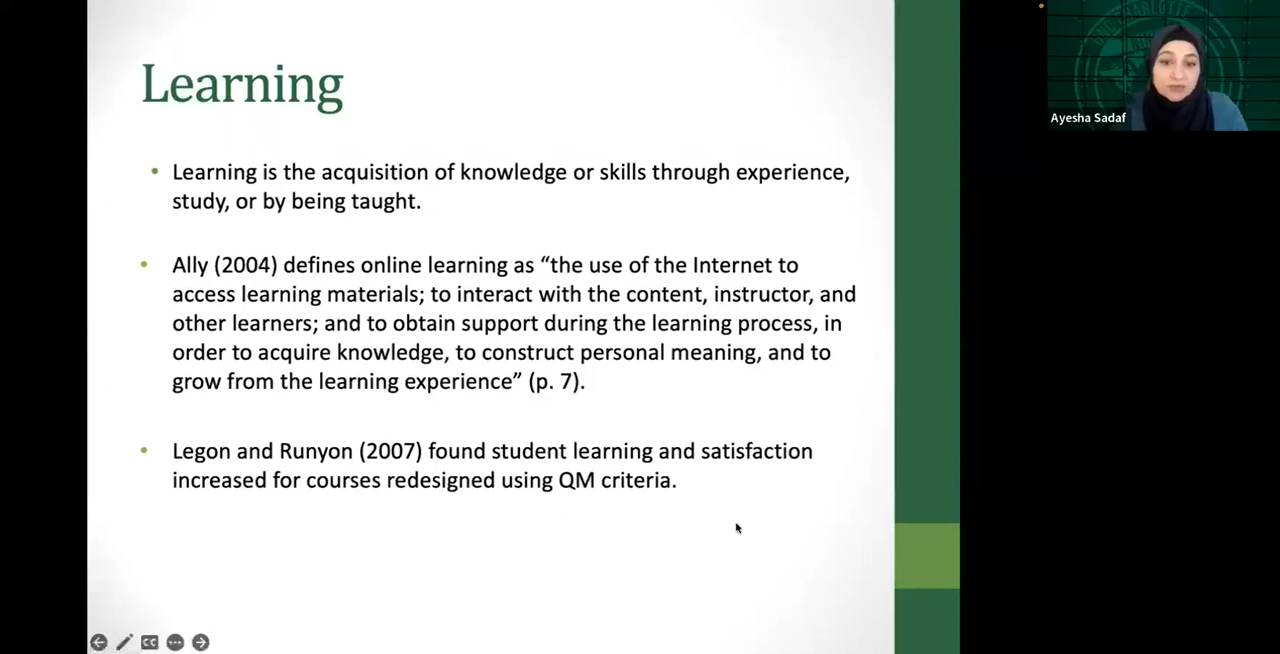 Learning
• Learning is the acquisition of knowledge or skills through experience,
study, or by being taught.
• Ally (2004) defines online learning as “the use of the Internet to
access learning materials; to interact with the content, instructor, and
other learners; and to obtain support during the learning process, in
order to acquire knowledge, to construct personal meaning, and to
grow from the learning experience” (p. 7).
• Legon and Runyon (2007) found student learning and satisfaction
increased for courses redesigned using QM criteria.
CC
Ayesha Sadaf